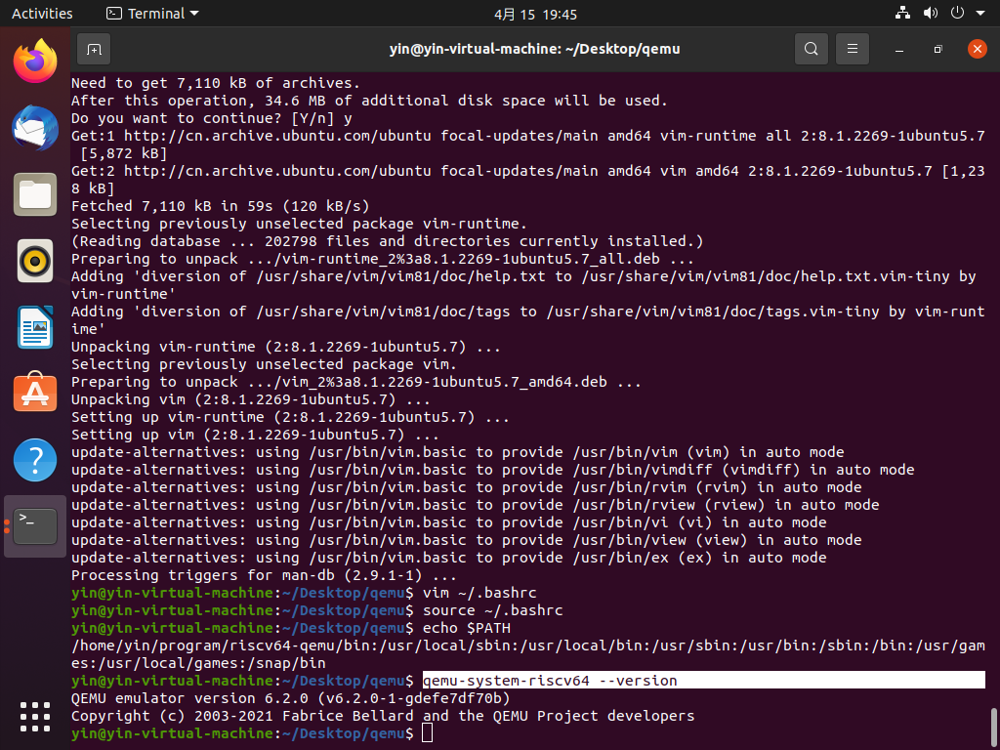 Activities
Terminal
4月 15 19:45
yin@yin-virtual-machine: ~/Desktop/qemu
Need to get 7,110 kB of archives.
After this operation, 34.6 MB of additional disk space will be used.
Do you want to continue? [Y/n] y
Get:1 http://cn.archive.ubuntu.com/ubuntu focal-updates/main amd64 vim-runtime all 2:8.1.2269-1ubuntu5.7
[5,872 kB]
Get:2 http://cn.archive.ubuntu.com/ubuntu focal-updates/main amd64 vim amd64 2:8.1.2269-1ubuntu5.7 [1,23
8 kB]
Fetched 7,110 kB in 59s (120 kB/s)
Selecting previously unselected package vim-runtime.
(Reading database ... 202798 files and directories currently installed.)
Preparing to unpack .../vim-runtime_2%3a8.1.2269-1ubuntu5.7_all.deb ...
Adding 'diversion of /usr/share/vim/vim81/doc/help.txt to /usr/share/vim/vim81/doc/help.txt.vim-tiny by
vim-runtime'
Adding 'diversion of /usr/share/vim/vim81/doc/tags to /usr/share/vim/vim81/doc/tags.vim-tiny by vim-runt
ime'
Unpacking vim-runtime (2:8.1.2269-1ubuntu5.7) ...
Selecting previously unselected package vim.
Preparing to unpack .../vim_2%3a8.1.2269-1ubuntu5.7_amd64.deb ...
Unpacking vim (2:8.1.2269-1ubuntu5.7) ...
Setting up vim-runtime (2:8.1.2269-1ubuntu5.7) ...
Setting up vim (2:8.1.2269-1ubuntu5.7) ...
update-alternatives: using /usr/bin/vim.basic to provide /usr/bin/vim (vim) in auto mode
update-alternatives: using /usr/bin/vim.basic to provide /usr/bin/vimdiff (vimdiff) in auto mode
update-alternatives: using /usr/bin/vim.basic to provide /usr/bin/rvim (rvim) in auto mode
update-alternatives: using /usr/bin/vim.basic to provide /usr/bin/rview (rview) in auto mode
update-alternatives: using /usr/bin/vim.basic to provide /usr/bin/vi (vi) in auto mode
update-alternatives: using /usr/bin/vim.basic to provide /usr/bin/view (view) in auto mode
update-alternatives: using /usr/bin/vim.basic to provide /usr/bin/ex (ex) in auto mode
Processing triggers for man-db (2.9.1-1) ...
yin@yin-virtual-machine:~/Desktop/qemu$ vim ~/.bashrc
yin@yin-virtual-machine:~/Desktop/qemu$ source ~/.bashrc
yin@yin-virtual-machine:~/Desktop/qemu$ echo $PATH
/home/yin/program/riscv64-qemu/bin:/usr/local/sbin:/usr/local/bin:/usr/sbin:/usr/bin:/sbin:/bin:/usr/gam
es:/usr/local/games:/snap/bin
yin@yin-virtual-machine:~/Desktop/qemu$ qemu-system-riscv64 --version
QEMU emulator version 6.2.0 (v6.2.0-1-gdefe7df70b)
Copyright (c) 2003-2021 Fabrice Bellard and the QEMU Project developers
yin@yin-virtual-machine:~/Desktop/qemu$